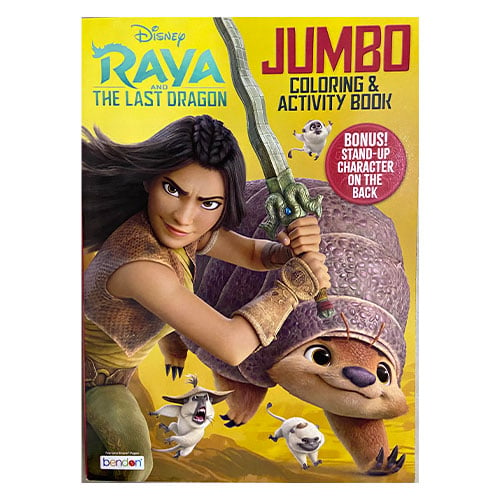 Disney
RAYA
AND
THE LAST DRAGON
JUMBO
COLORING &
ACTIVITY BOOK
BONUS!
STAND-UP
CHARACTER
ON THE
BACK
bendon